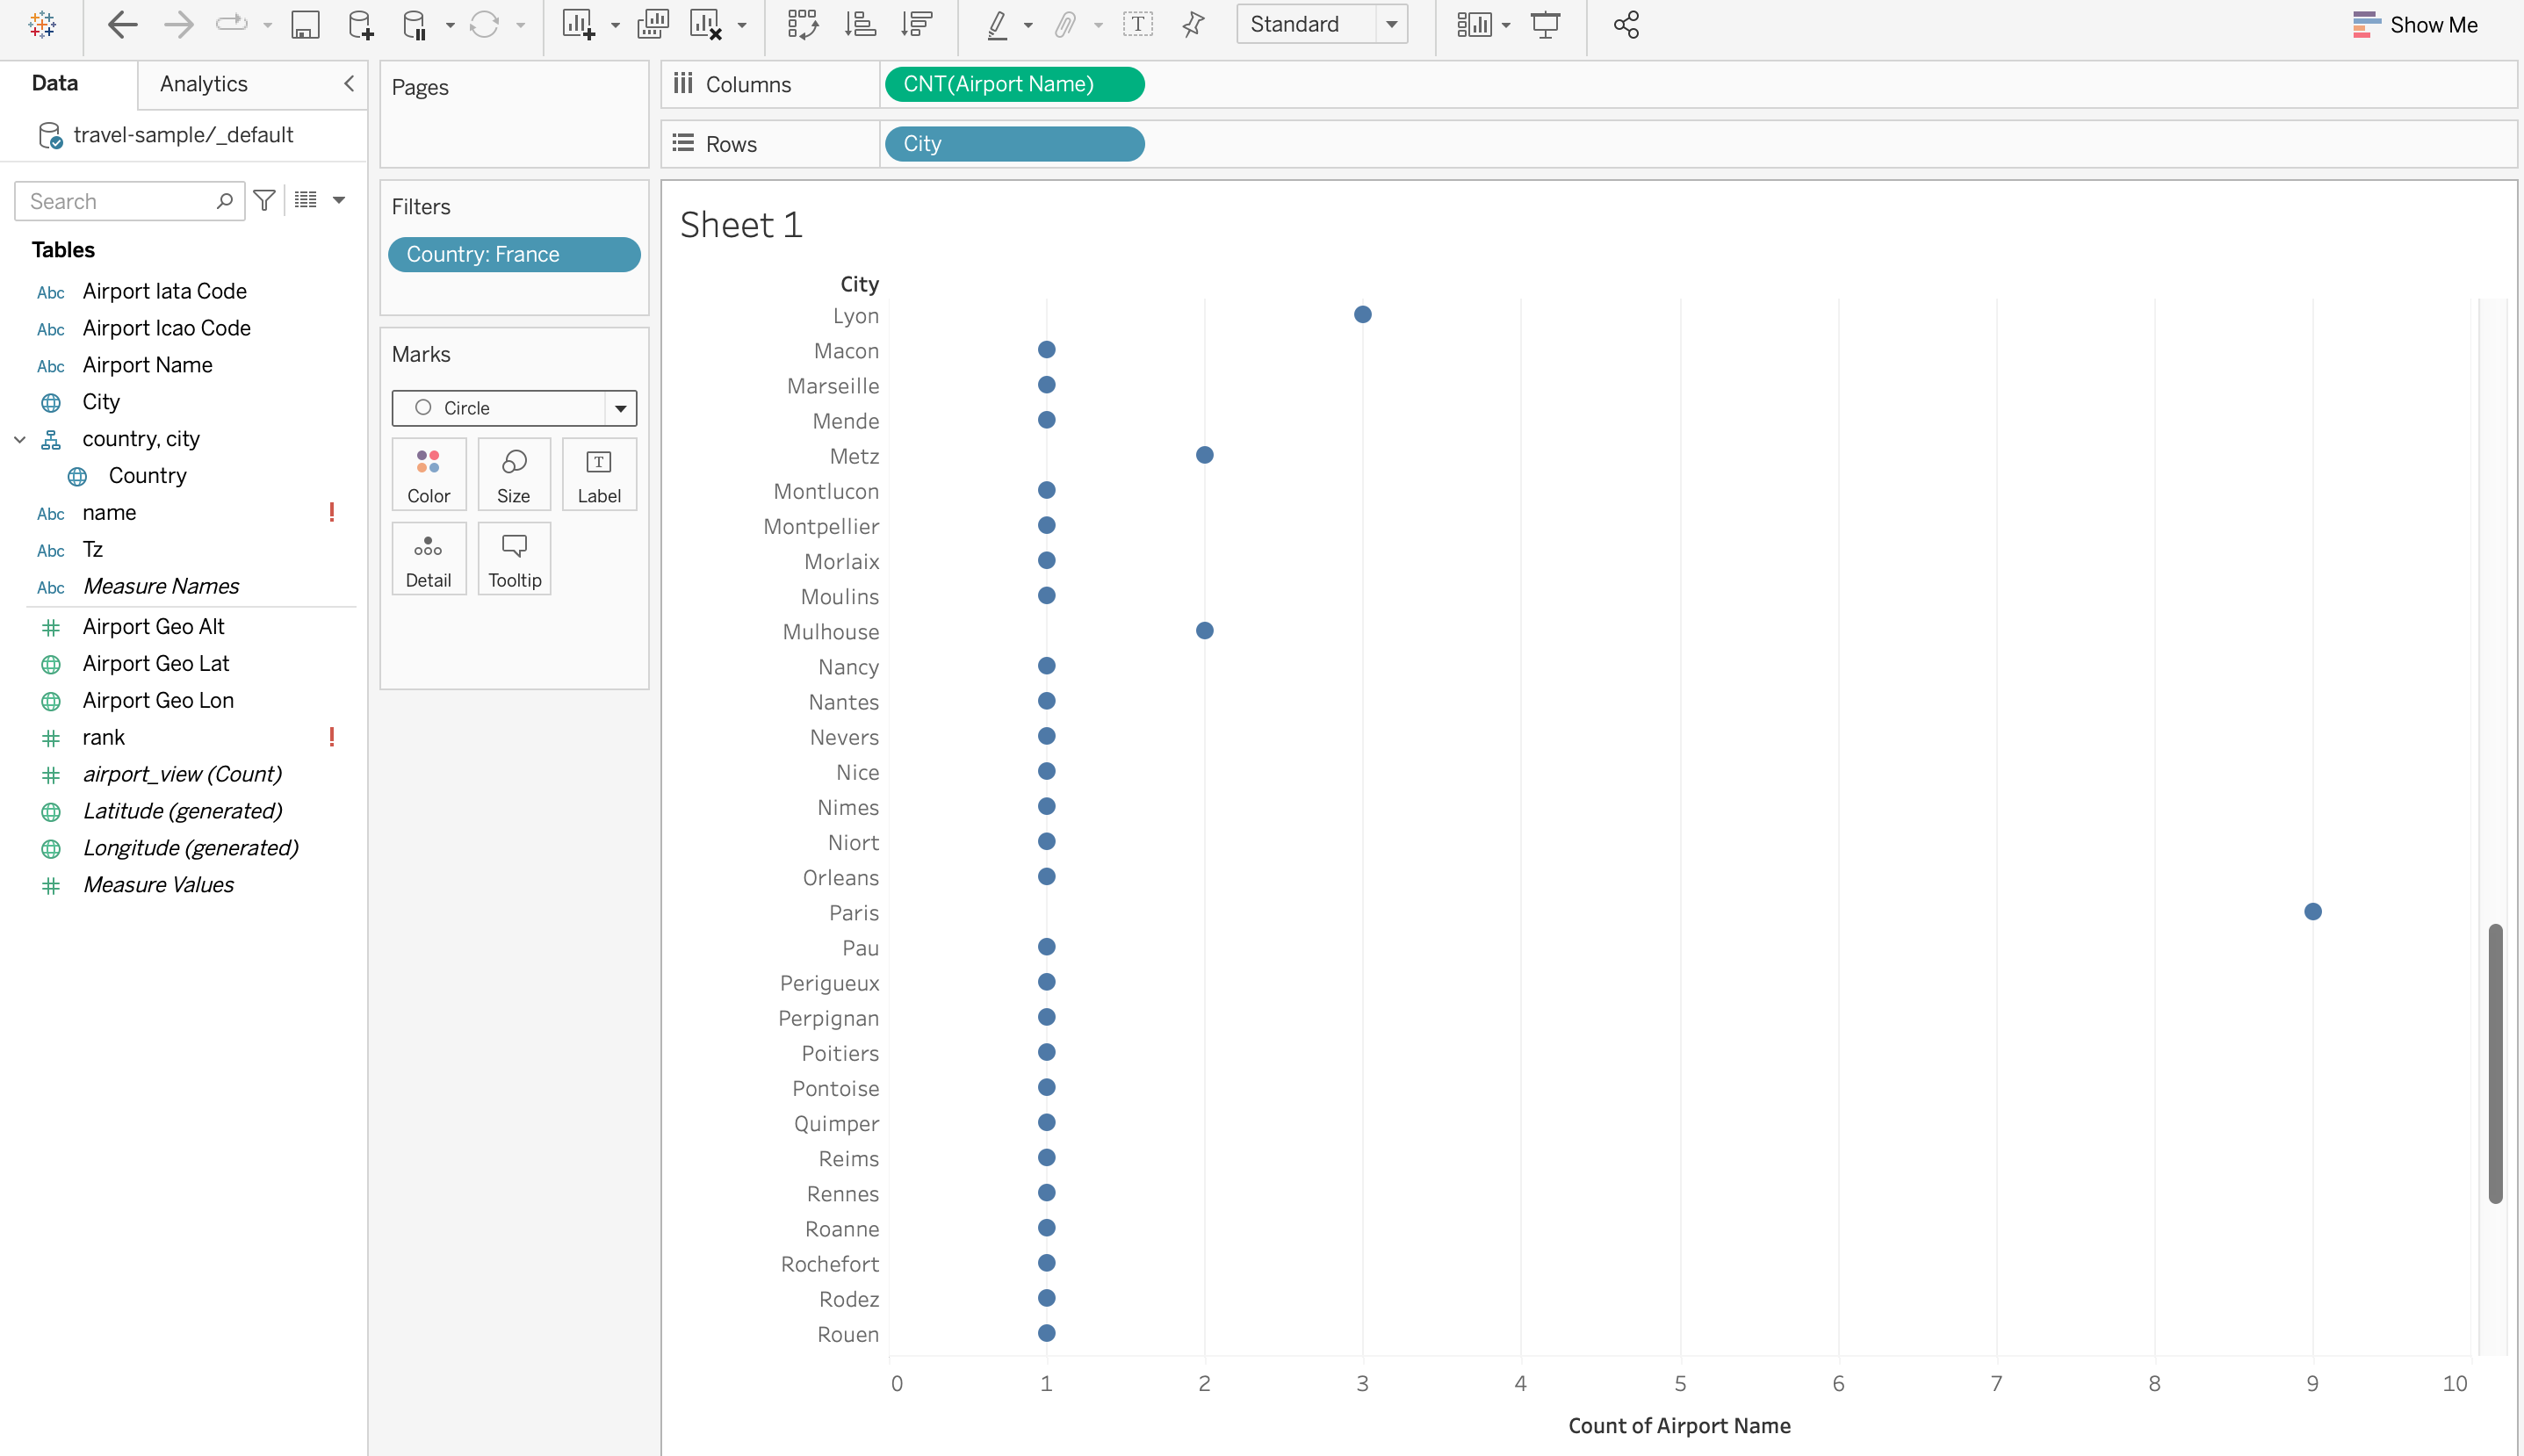 Standard
Show Me
Data
Analytics
travel-sample/_default
Search
Tables
Abc Airport Iata Code
Abc Airport Icao Code
Abc Airport Name
City
country, city
Country
Abc name !
Abc Tz
Abc Measure Names
Airport Geo Alt
Airport Geo Lat
Airport Geo Lon
rank !
airport_view (Count)
Latitude (generated)
Longitude (generated)
Measure Values
Pages
Filters
Country: France
Marks
Circle
Color
Size
T
Label
Detail
Tooltip
Columns
CNT(Airport Name)
Rows
City
Sheet 1
City
Lyon
Macon
Marseille
Mende
Metz
Montlucon
Montpellier
Morlaix
Moulins
Mulhouse
Nancy
Nantes
Nevers
Nice
Nimes
Niort
Orleans
Paris
Pau
Perigueux
Perpignan
Poitiers
Pontoise
Quimper
Reims
Rennes
Roanne
Rochefort
Rodez
Rouen
0 1 2 3 4 5 6 7 8 9 10
Count of Airport Name